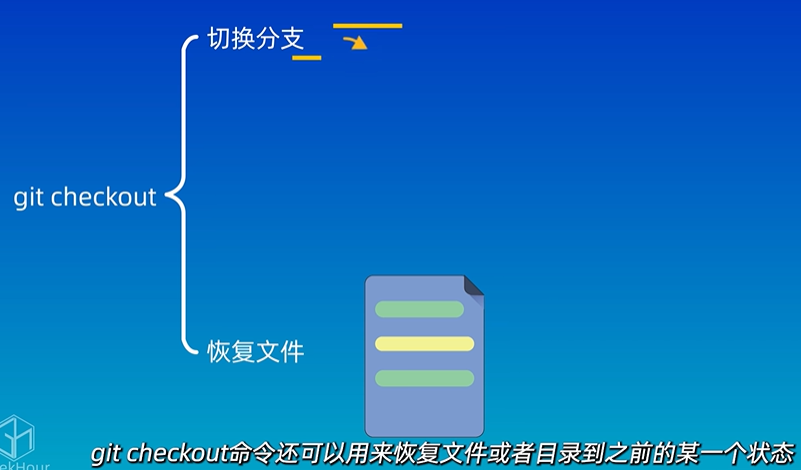 切换分支
git checkout
恢复文件
git checkout命令还可以用来恢复文件或者目录到之前的某一个状态